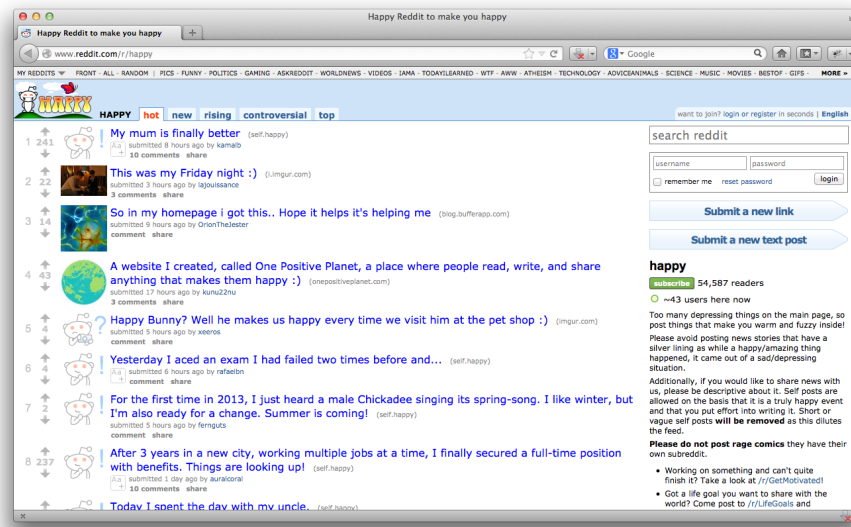 Happy Reddit to make you happy
Happy Reddit to make you happy
www.reddit.com/r/happy
Google
MY REDDITS FRONT - ALL - RANDOM | PICS - FUNNY - POLITICS - GAMING - ASKREDDIT - WORLDNEWS - VIDEOS - IAMA - TODAYILEARNED - WTF - AWW - ATHEISM - TECHNOLOGY - ADVICEANIMALS - SCIENCE - MUSIC - MOVIES - BESTOF - GIFS - MORE »
HAPPY HAPPY hot new rising controversial top
want to join? login or register in seconds | English
1 241 My mum is finally better (self.happy)
Aa+ submitted 8 hours ago by kamalb
10 comments share
2 22 This was my Friday night :) (i.imgur.com)
submitted 3 hours ago by lajouissance
3 comments share
3 14 So in my homepage i got this.. Hope it helps it's helping me (blog.bufferapp.com)
submitted 9 hours ago by OrionTheJester
comment share
4 43 A website I created, called One Positive Planet, a place where people read, write, and share
anything that makes them happy :) (onepositiveplanet.com)
submitted 17 hours ago by kunu22nu
3 comments share
5 4 Happy Bunny? Well he makes us happy every time we visit him at the pet shop :) (imgur.com)
submitted 5 hours ago by xeeros
comment share
6 4 Yesterday I aced an exam I had failed two times before and... (self.happy)
Aa+ submitted 6 hours ago by rafaelbn
comment share
7 2 For the first time in 2013, I just heard a male Chickadee singing its spring-song. I like winter, but
I'm also ready for a change. Summer is coming! (self.happy)
submitted 5 hours ago by fernguts
comment share
8 237 After 3 years in a new city, working multiple jobs at a time, I finally secured a full-time position
with benefits. Things are looking up! (self.happy)
Aa+ submitted 1 day ago by auralcoral
10 comments share
Today I spent the day with my uncle. (self.happy)
search reddit
username password
remember me reset password login
Submit a new link
Submit a new text post
happy
subscribe 54,587 readers
~43 users here now
Too many depressing things on the main page, so
post things that make you warm and fuzzy inside!
Please avoid posting news stories that have a
silver lining as while a happy/amazing thing
happened, it came out of a sad/depressing
situation.
Additionally, if you would like to share news with
us, please be descriptive about it. Self posts are
allowed on the basis that it is a truly happy event
and that you put effort into writing it. Short or
vague self posts will be removed as this dilutes
the feed.
Please do not post rage comics they have their
own subreddit.
• Working on something and can't quite
finish it? Take a look at /r/GetMotivated!
• Got a life goal you want to share with the
world? Come post to /r/LifeGoals and